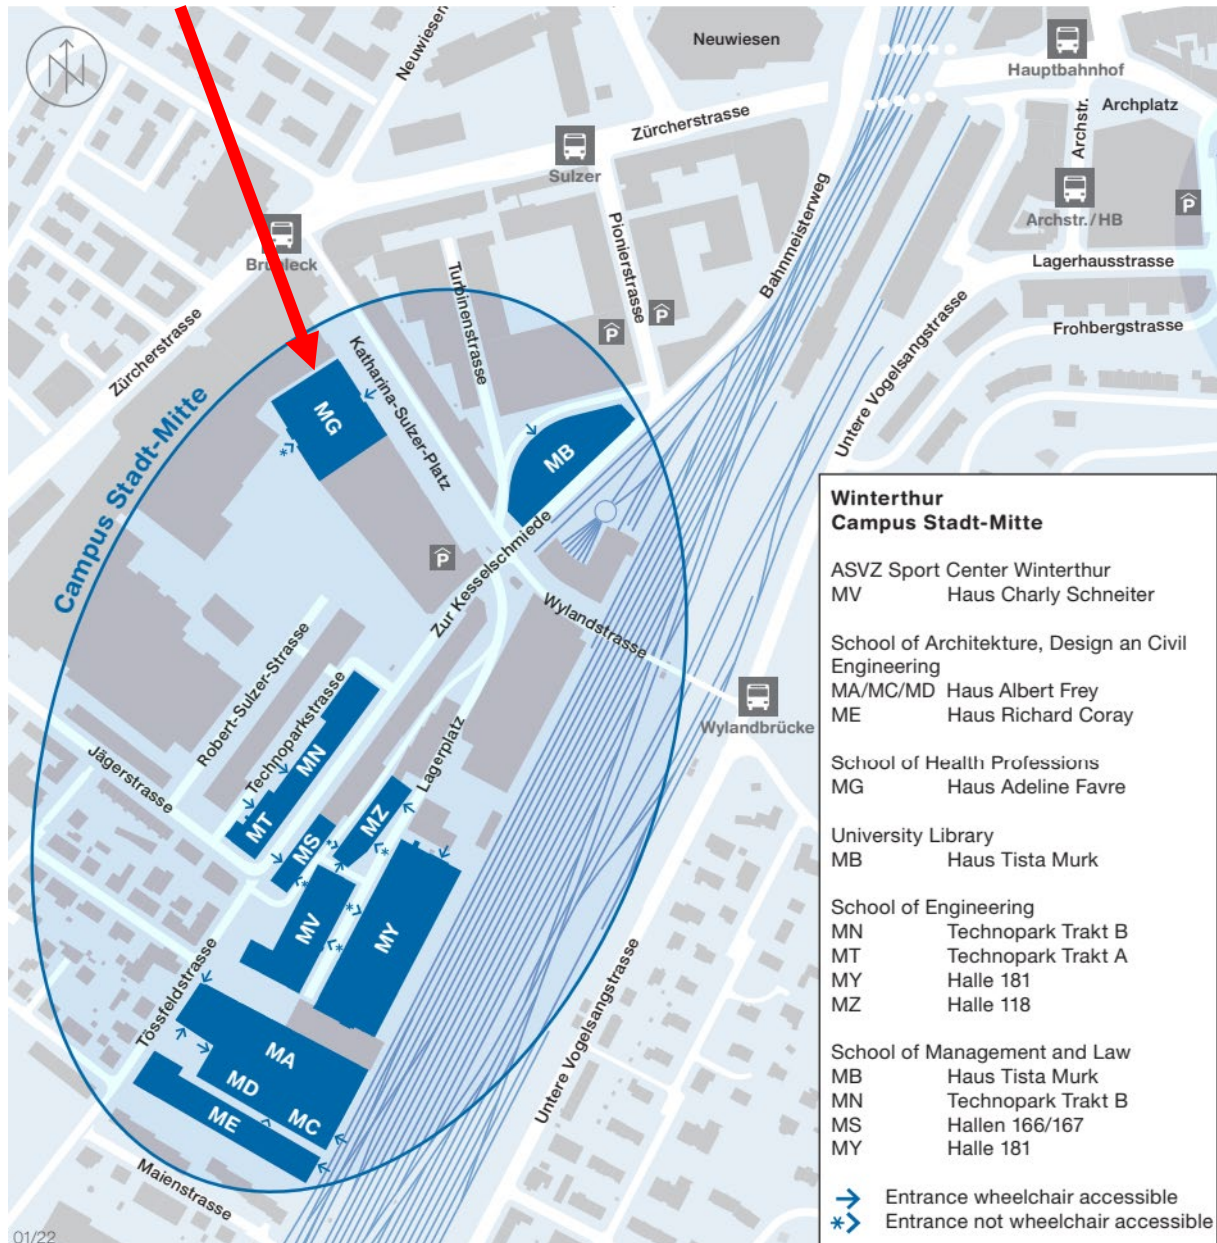 Neuwiesen
Neuwiesen
Hauptbahnhof
Archplatz
Archstr.
Zürcherstrasse
Sulzer
Archstr./HB
P
Pionierstrasse
Bahnmeisterweg
Lagerhausstrasse
Turbinenstrasse
P
P
Frohbergstrasse
Zürcherstrasse
Katharina-Sulzer-Platz
Untere Vogelsangstrasse
MG
MB
Campus Stadt-Mitte
P
Zur Kesselschmiede
Wylandstrasse
Robert-Sulzer-Strasse
Technoparkstrasse
Wylandbrücke
Jägerstrasse
MN
Lagerplatz
MT
MS
MZ
MV
MY
Tössfeldstrasse
Untere Vogelsangstrasse
MA
MD
MC
ME
Maienstrasse
01/22
Winterthur
Campus Stadt-Mitte
ASVZ Sport Center Winterthur
MV Haus Charly Schneiter
School of Architekture, Design an Civil
Engineering
MA/MC/MD Haus Albert Frey
ME Haus Richard Coray
School of Health Professions
MG Haus Adeline Favre
University Library
MB Haus Tista Murk
School of Engineering
MN Technopark Trakt B
MT Technopark Trakt A
MY Halle 181
MZ Halle 118
School of Management and Law
MB Haus Tista Murk
MN Technopark Trakt B
MS Hallen 166/167
MY Halle 181
Entrance wheelchair accessible
* Entrance not wheelchair accessible